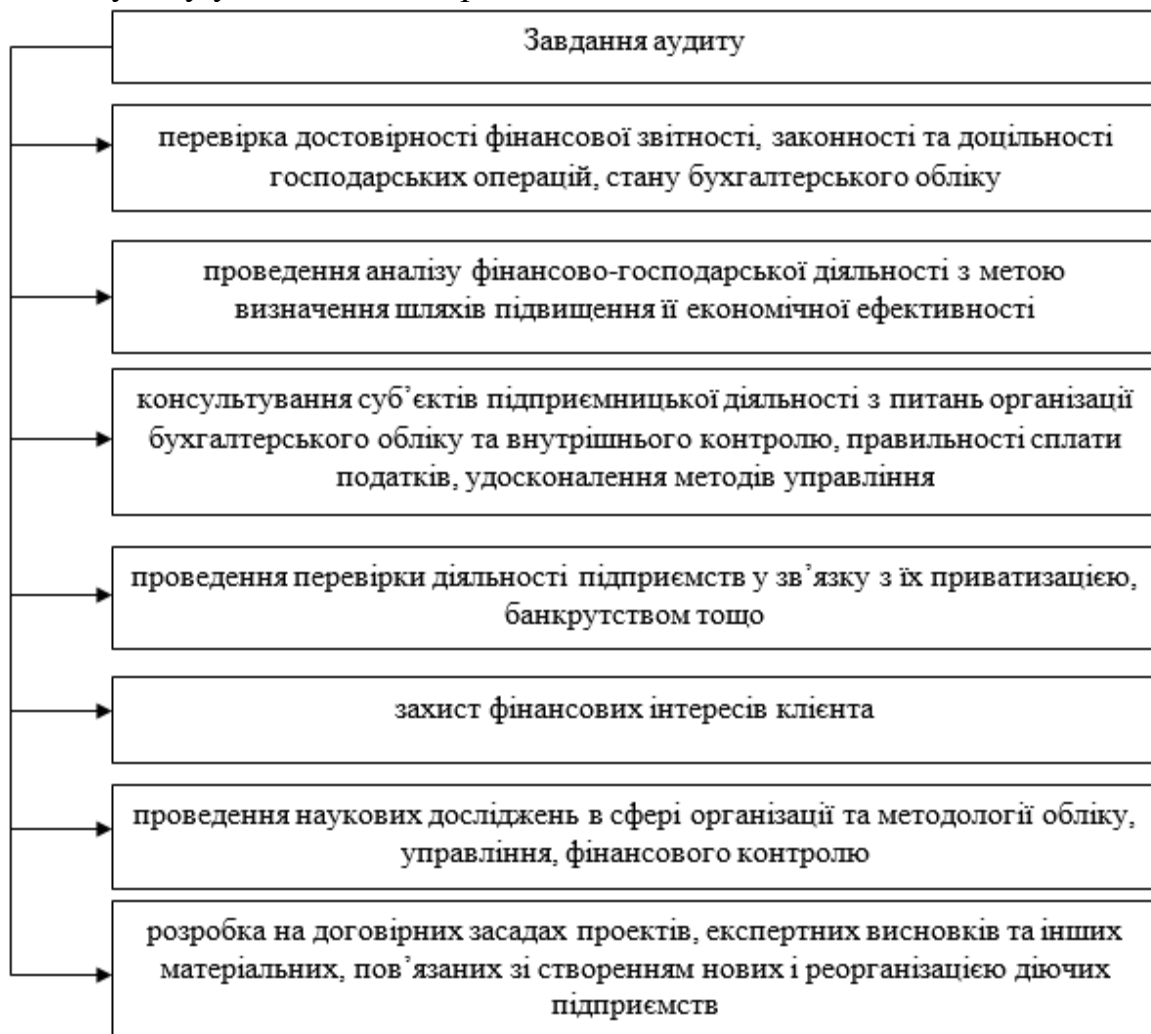 Завдання аудиту
перевірка достовірності фінансової звітності, законності та доцільності
господарських операцій, стану бухгалтерського обліку
проведення аналізу фінансово-господарської діяльності з метою
визначення шляхів підвищення її економічної ефективності
консультування суб’єктів підприємницької діяльності з питань організації
бухгалтерського обліку та внутрішнього контролю, правильності сплати
податків, удосконалення методів управління
проведення перевірки діяльності підприємств у зв’язку з їх приватизацією,
банкрутством тощо
захист фінансових інтересів клієнта
проведення наукових досліджень в сфері організації та методології обліку,
управління, фінансового контролю
розробка на договірних засадах проектів, експертних висновків та інших
матеріальних, пов’язаних зі створенням нових і реорганізацією діючих
підприємств